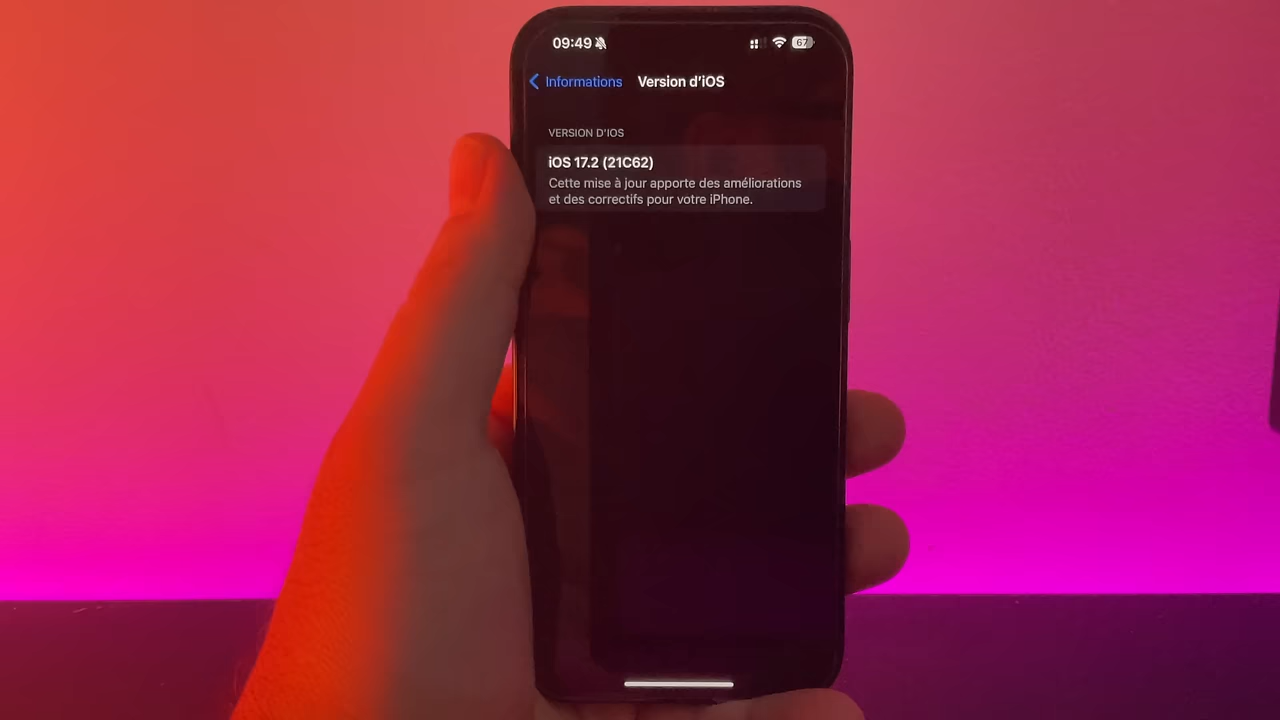 09:49
67
Informations
Version d'iOS
VERSION D'IOS
iOS 17.2 (21C62)
Cette mise à jour apporte des améliorations
et des correctifs pour votre iPhone.